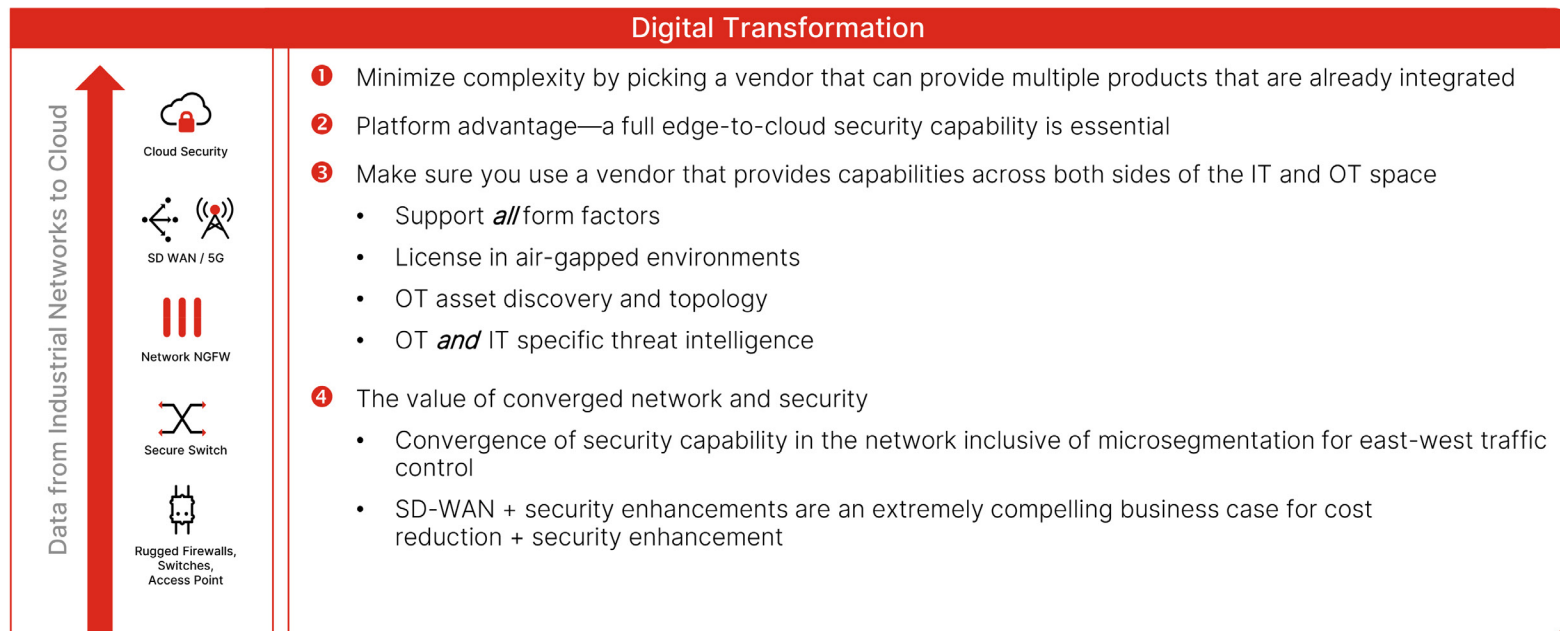 Digital Transformation
Data from Industrial Networks to Cloud
Cloud Security
SD WAN / 5G
Network NGFW
Secure Switch
Rugged Firewalls,
Switches,
Access Point
1 Minimize complexity by picking a vendor that can provide multiple products that are already integrated
2 Platform advantage—a full edge-to-cloud security capability is essential
3 Make sure you use a vendor that provides capabilities across both sides of the IT and OT space
• Support all form factors
• License in air-gapped environments
• OT asset discovery and topology
• OT and IT specific threat intelligence
4 The value of converged network and security
• Convergence of security capability in the network inclusive of microsegmentation for east-west traffic
control
• SD-WAN + security enhancements are an extremely compelling business case for cost
reduction + security enhancement